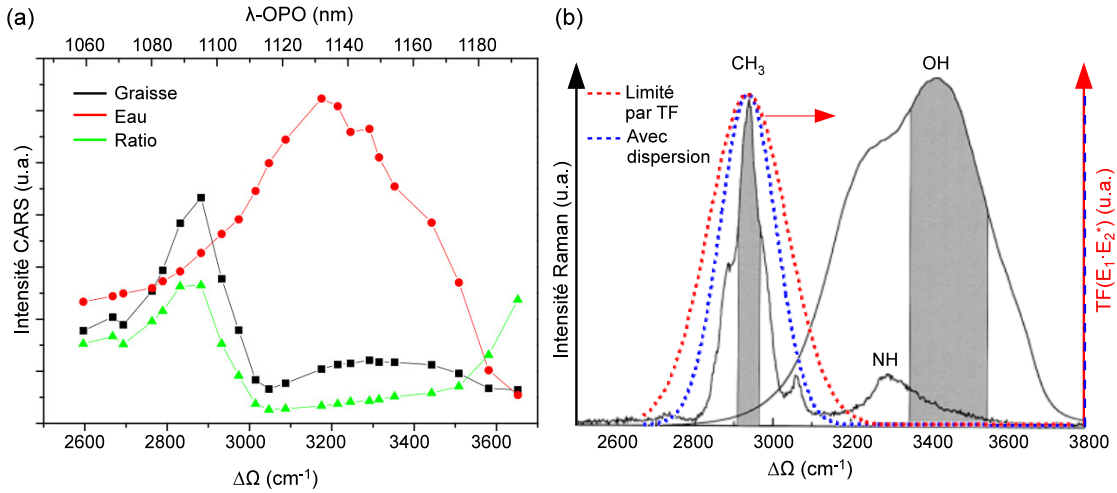 (a)
λ-OPO (nm)
1060 1080 1100 1120 1140 1160 1180
Graisse
Eau
Ratio
Intensité CARS (u.a.)
2600 2800 3000 3200 3400 3600
ΔΩ (cm⁻¹)
(b)
CH₃
OH
Limité
par TF
Avec
dispersion
NH
Intensité Raman (u.a.)
TF(E₁·E₂*) (u.a.)
2600 2800 3000 3200 3400 3600 3800
ΔΩ (cm⁻¹)